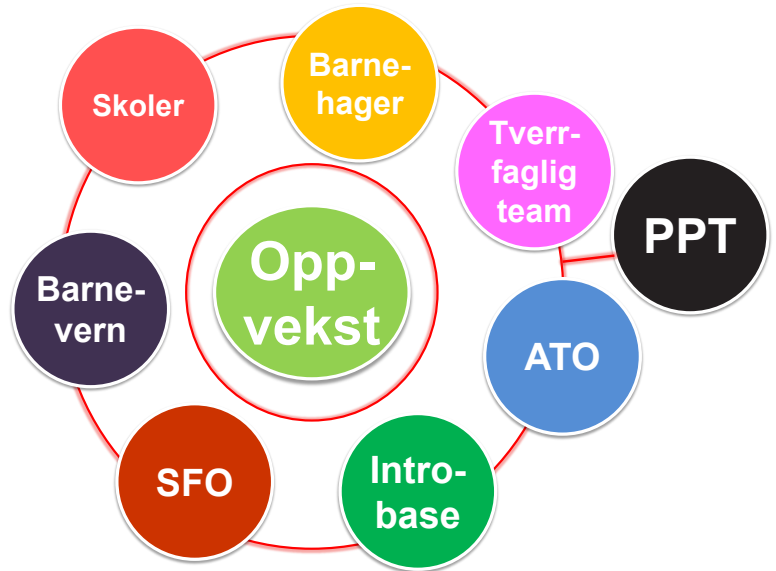 Skoler
Barne-
hager
Tverr-
faglig
team
PPT
Opp-
vekst
Barne-
vern
ATO
SFO
Intro-
base